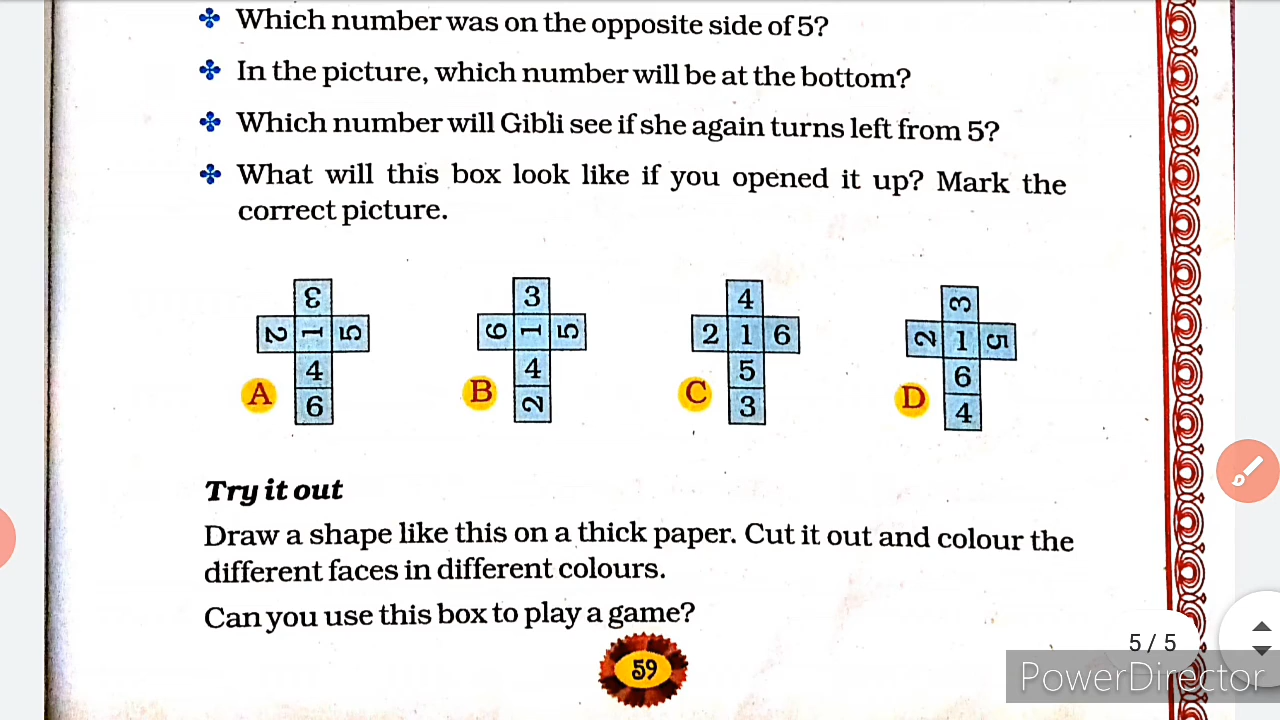 Which number was on the opposite side of 5?
In the picture, which number will be at the bottom?
Which number will Gibli see if she again turns left from 5?
What will this box look like if you opened it up? Mark the
correct picture.
3
2 1 5
4
6
A
3
6 1 5
4
2
B
4
2 1 6
5
3
C
3
2 1 5
6
4
D
Try it out
Draw a shape like this on a thick paper. Cut it out and colour the
different faces in different colours.
Can you use this box to play a game?
59
5 / 5
PowerDirector